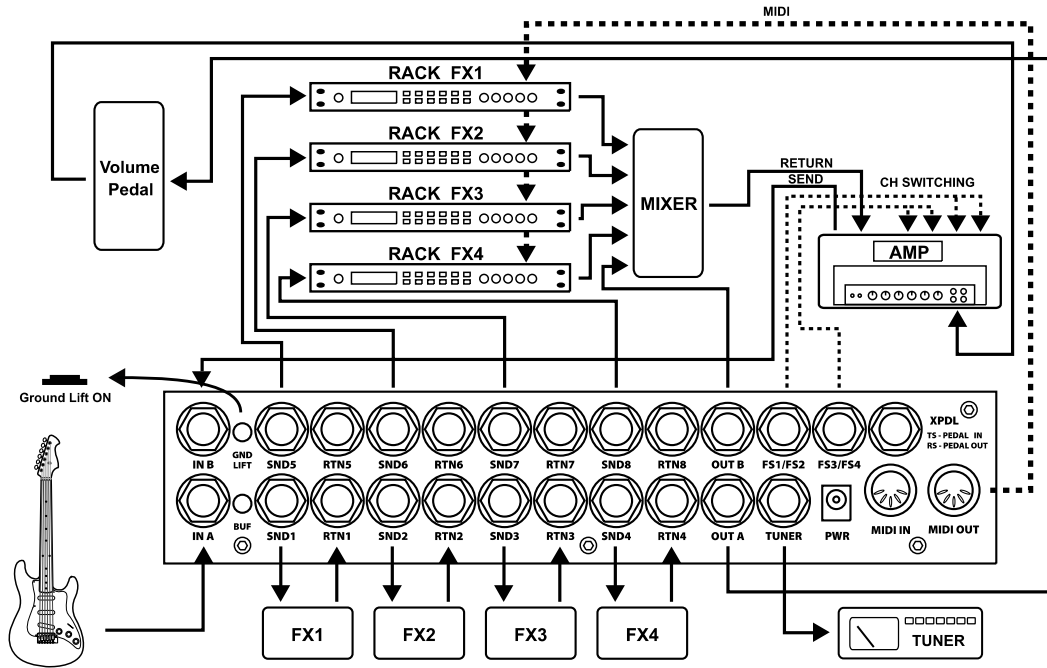 MIDI
RACK FX1
RACK FX2
RACK FX3
RACK FX4
Volume
Pedal
MIXER
RETURN
SEND
CH SWITCHING
AMP
Ground Lift ON
XPDL
TS - PEDAL IN
RS - PEDAL OUT
IN B
GND
LIFT
SND5
RTN5
SND6
RTN6
SND7
RTN7
SND8
RTN8
OUT B
FS1/FS2
FS3/FS4
IN A
BUF
SND1
RTN1
SND2
RTN2
SND3
RTN3
SND4
RTN4
OUT A
TUNER
PWR
MIDI IN
MIDI OUT
FX1
FX2
FX3
FX4
TUNER